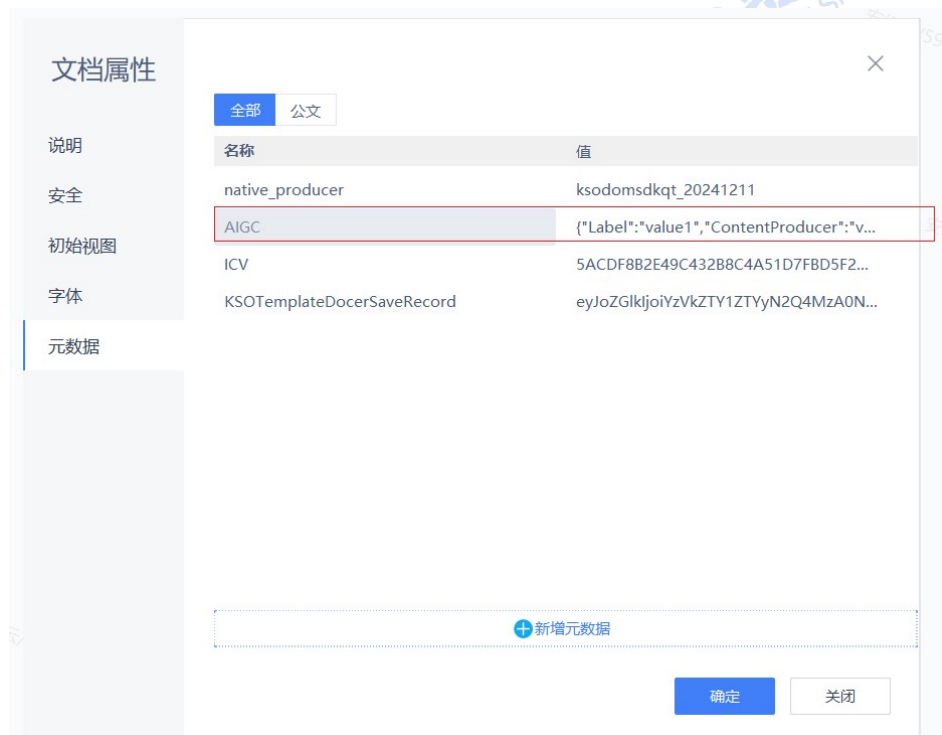 文档属性
全部 公文
说明
名称 值
安全
native_producer ksodomsdkqt_20241211
AIGC {"Label":"value1","ContentProducer":"v...
初始视图
ICV 5ACDF8B2E49C432B8C4A51D7FBD5F2...
字体
KSOTemplateDocerSaveRecord eyJoZGlkIjoiYzVkZTY1ZTYyN2Q4MzA0N...
元数据
新增元数据
确定 关闭